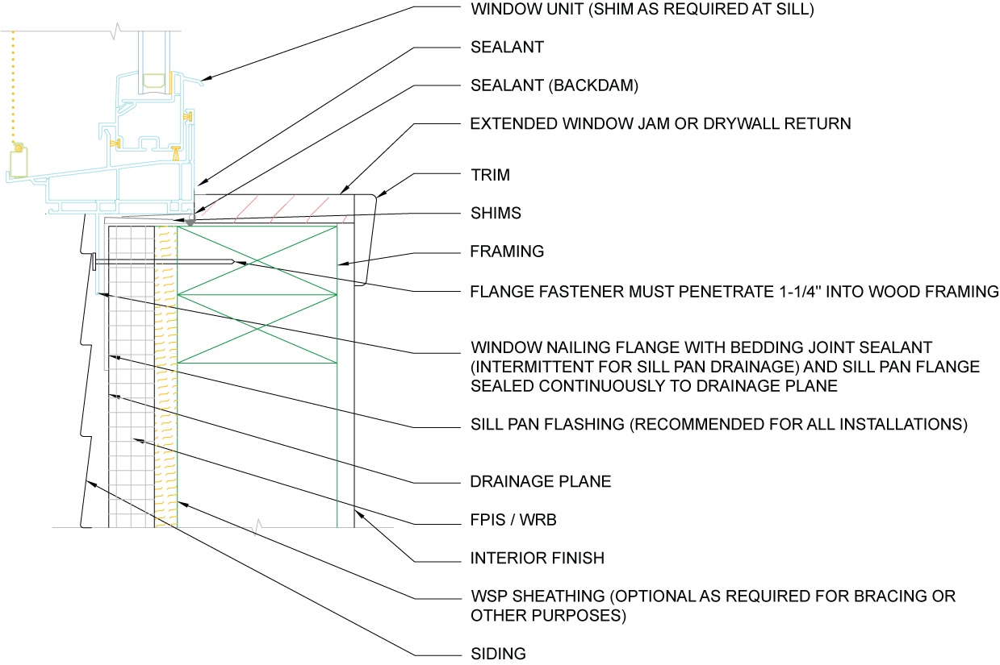 WINDOW UNIT (SHIM AS REQUIRED AT SILL)
SEALANT
SEALANT (BACKDAM)
EXTENDED WINDOW JAM OR DRYWALL RETURN
TRIM
SHIMS
FRAMING
FLANGE FASTENER MUST PENETRATE 1-1/4" INTO WOOD FRAMING
WINDOW NAILING FLANGE WITH BEDDING JOINT SEALANT
(INTERMITTENT FOR SILL PAN DRAINAGE) AND SILL PAN FLANGE
SEALED CONTINUOUSLY TO DRAINAGE PLANE
SILL PAN FLASHING (RECOMMENDED FOR ALL INSTALLATIONS)
DRAINAGE PLANE
FPIS / WRB
INTERIOR FINISH
WSP SHEATHING (OPTIONAL AS REQUIRED FOR BRACING OR
OTHER PURPOSES)
SIDING